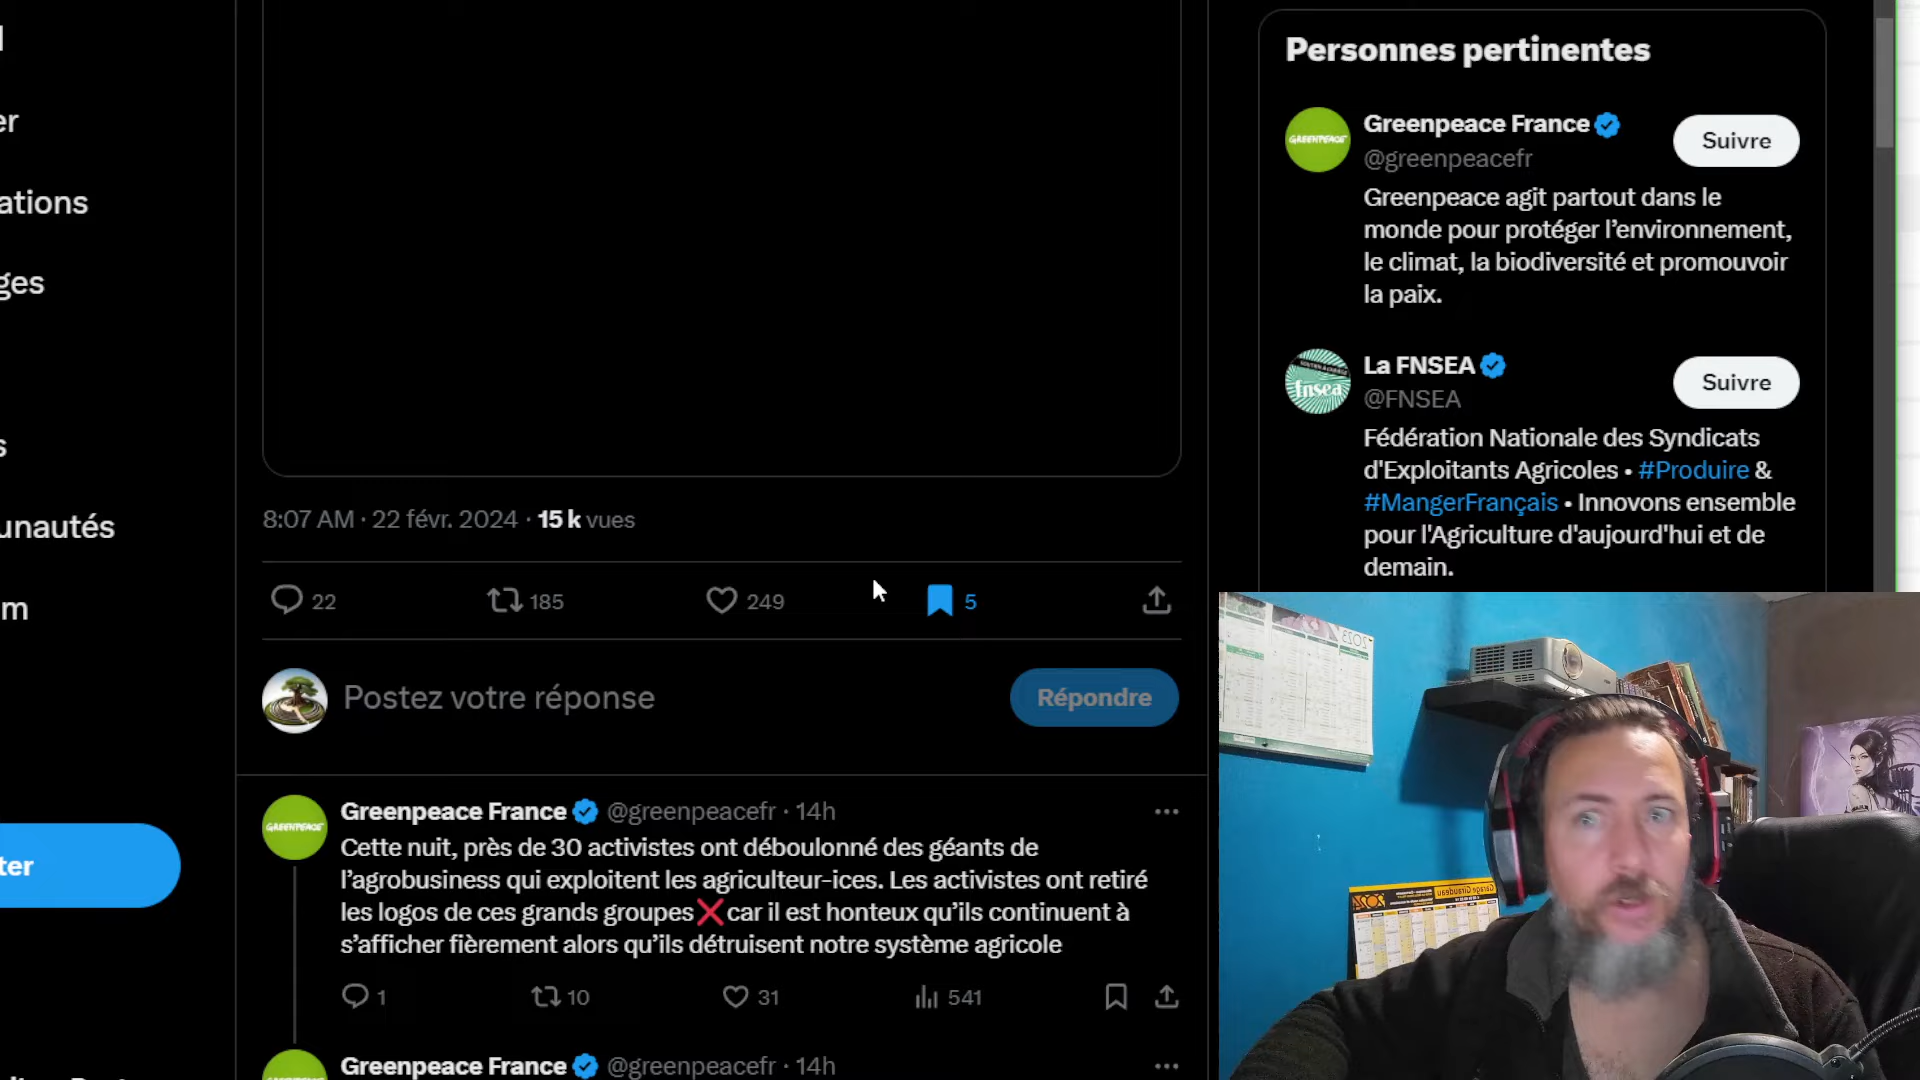 er
ations
ges
s
unautés
m
ter
8:07 AM · 22 févr. 2024 · 15 k vues
22
185
249
5
Postez votre réponse
Répondre
GREENPEACE
Greenpeace France @greenpeacefr · 14h
Cette nuit, près de 30 activistes ont déboulonné des géants de
l’agrobusiness qui exploitent les agriculteur-ices. Les activistes ont retiré
les logos de ces grands groupes ❌ car il est honteux qu’ils continuent à
s’afficher fièrement alors qu’ils détruisent notre système agricole
1
10
31
541
Greenpeace France @greenpeacefr · 14h
Personnes pertinentes
GREENPEACE
Greenpeace France
@greenpeacefr
Suivre
Greenpeace agit partout dans le
monde pour protéger l’environnement,
le climat, la biodiversité et promouvoir
la paix.
fnsea
La FNSEA
@FNSEA
Suivre
Fédération Nationale des Syndicats
d'Exploitants Agricoles • #Produire &
#MangerFrançais • Innovons ensemble
pour l'Agriculture d'aujourd'hui et de
demain.
2023
Garage Giraudeau